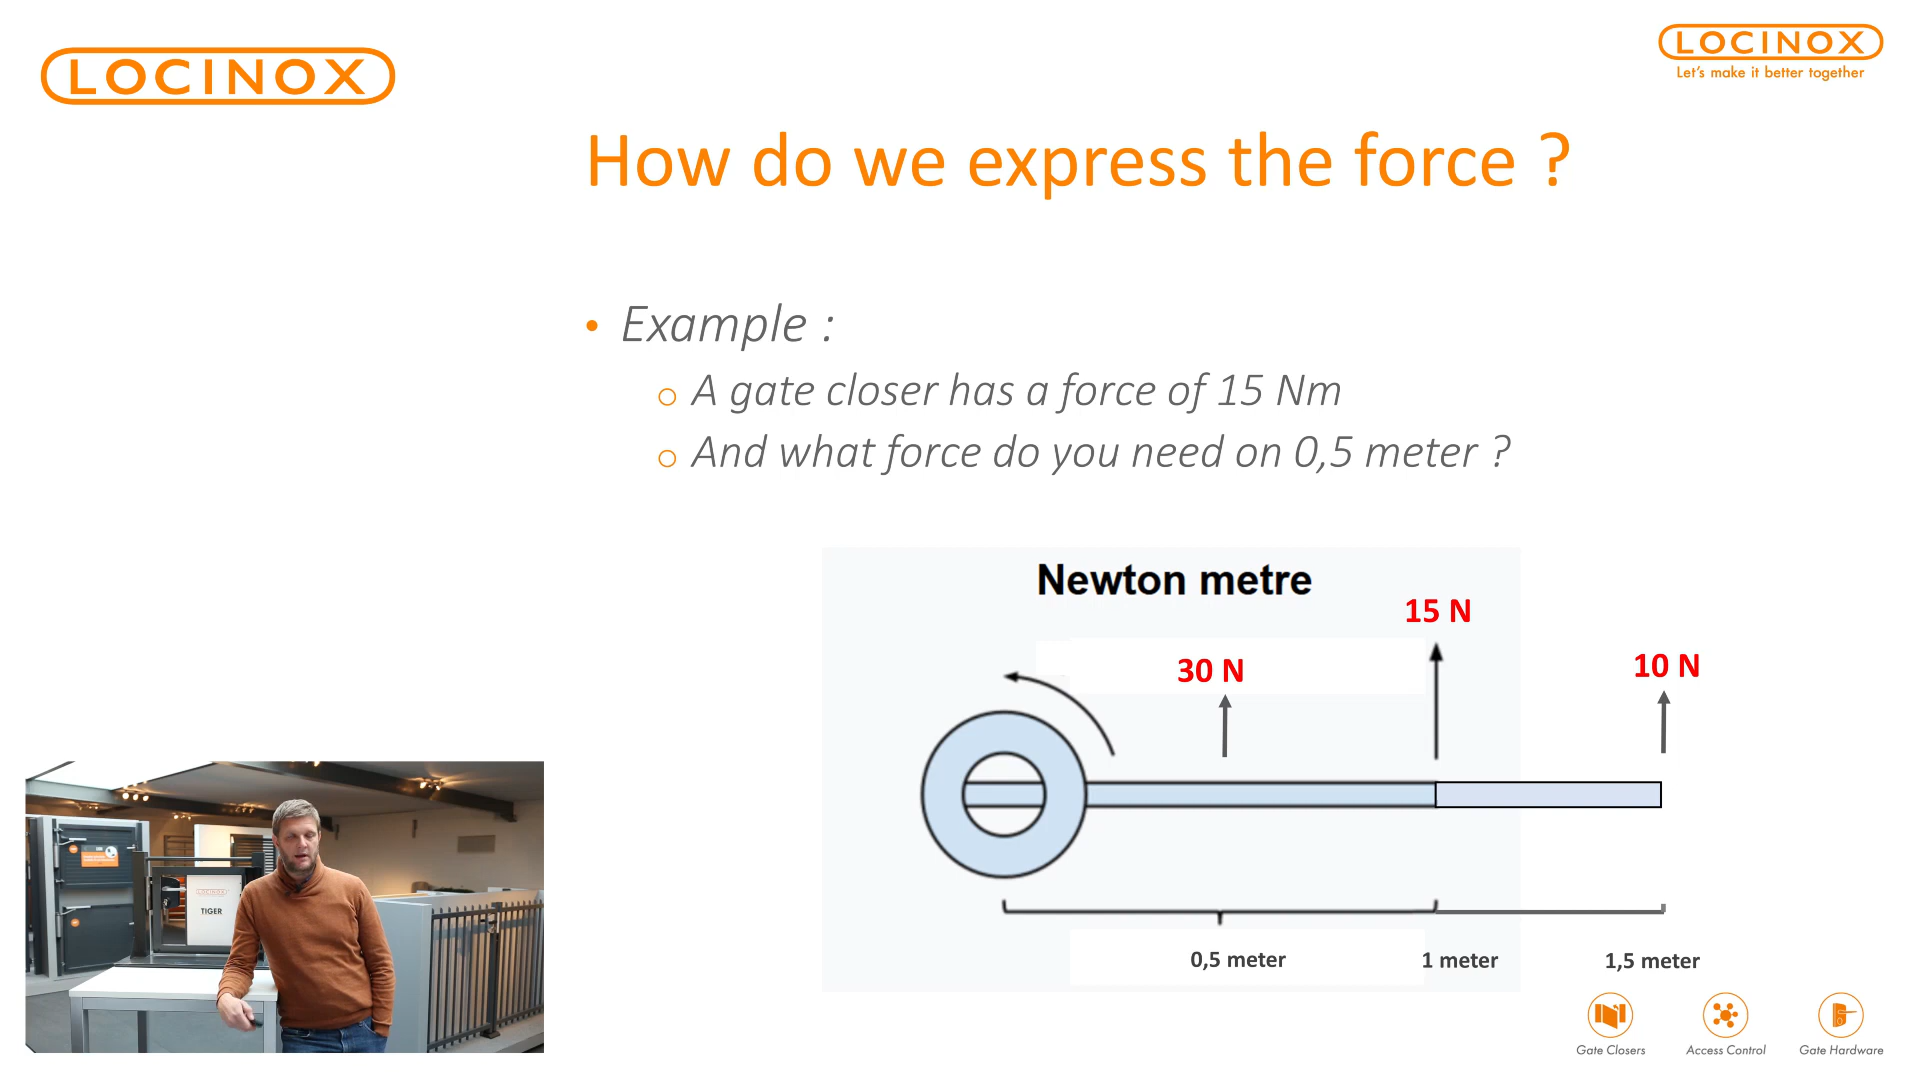 LOCINOX
LOCINOX
Let's make it better together
How do we express the force ?
• Example :
o A gate closer has a force of 15 Nm
o And what force do you need on 0,5 meter ?
Newton metre
15 N
30 N
10 N
0,5 meter
1 meter
1,5 meter
LOCINOX
TIGER
Gate Closers
Access Control
Gate Hardware